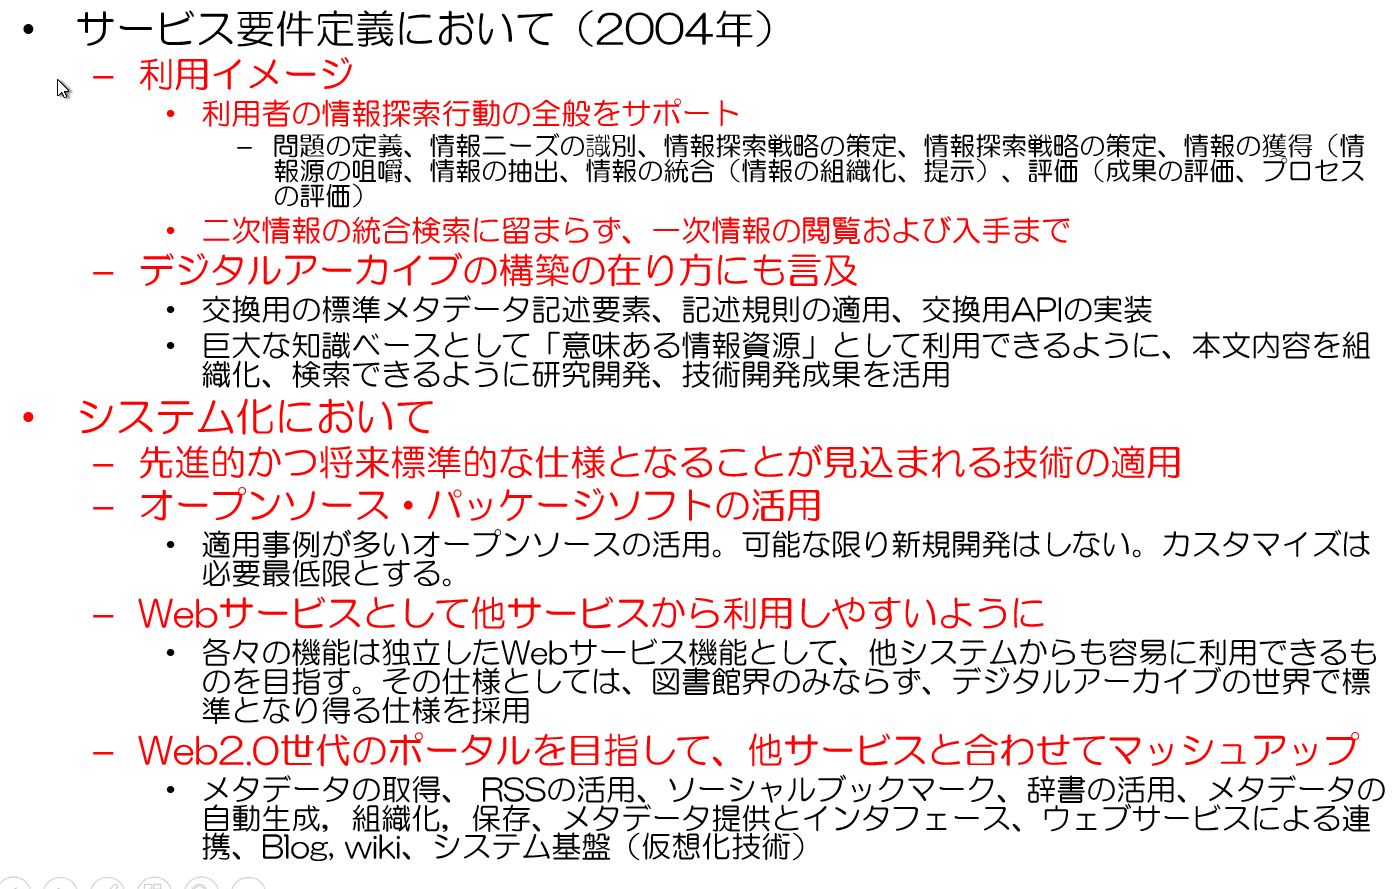 • サービス要件定義において（2004年）
– 利用イメージ
• 利用者の情報探索行動の全般をサポート
– 問題の定義、情報ニーズの識別、情報探索戦略の策定、情報探索戦略の策定、情報の獲得（情
報源の咀嚼、情報の抽出、情報の統合（情報の組織化、提示）、評価（成果の評価、プロセス
の評価）
• 二次情報の統合検索に留まらず、一次情報の閲覧および入手まで
– デジタルアーカイブの構築の在り方にも言及
• 交換用の標準メタデータ記述要素、記述規則の適用、交換用APIの実装
• 巨大な知識ベースとして「意味ある情報資源」として利用できるように、本文内容を組
織化、検索できるように研究開発、技術開発成果を活用
• システム化において
– 先進的かつ将来標準的な仕様となることが見込まれる技術の適用
– オープンソース・パッケージソフトの活用
• 適用事例が多いオープンソースの活用。可能な限り新規開発はしない。カスタマイズは
必要最低限とする。
– Webサービスとして他サービスから利用しやすいように
• 各々の機能は独立したWebサービス機能として、他システムからも容易に利用できるも
のを目指す。その仕様としては、図書館界のみならず、デジタルアーカイブの世界で標
準となり得る仕様を採用
– Web2.0世代のポータルを目指して、他サービスと合わせてマッシュアップ
• メタデータの取得、 RSSの活用、ソーシャルブックマーク、辞書の活用、メタデータの
自動生成，組織化，保存、メタデータ提供とインタフェース、ウェブサービスによる連
携、Blog, wiki、システム基盤（仮想化技術）